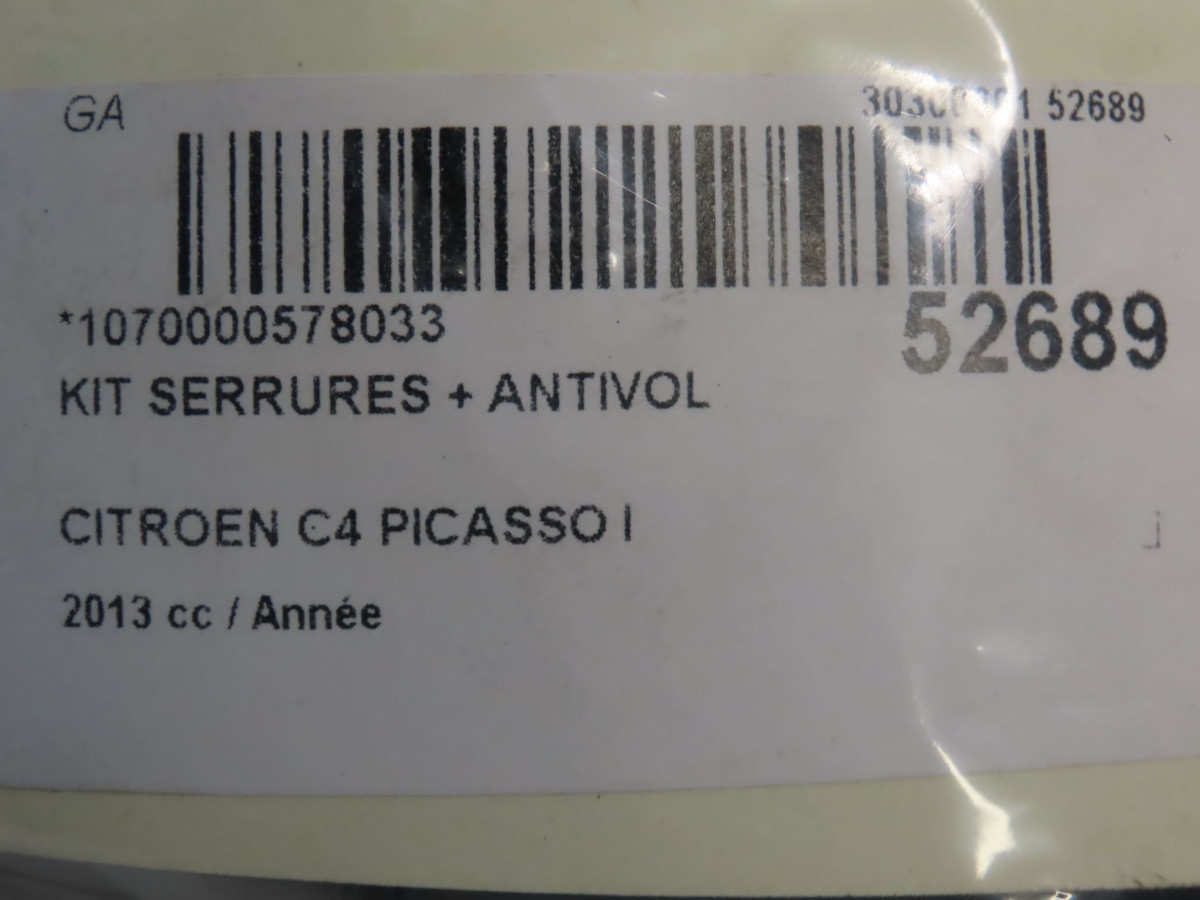 GA
52689
*1070000578033
52689
KIT SERRURES + ANTIVOL
CITROEN C4 PICASSO I
2013 cc / Année